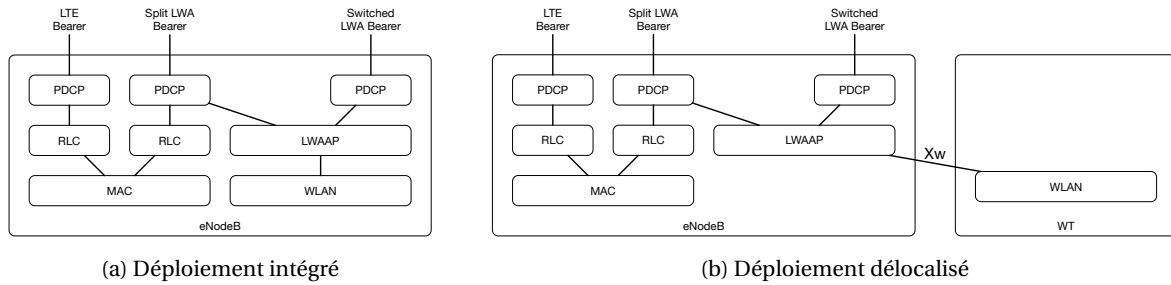 LTE
Bearer
Split LWA
Bearer
Switched
LWA Bearer
PDCP
PDCP
PDCP
RLC
RLC
LWAAP
MAC
WLAN
eNodeB
(a) Déploiement intégré
LTE
Bearer
Split LWA
Bearer
Switched
LWA Bearer
PDCP
PDCP
PDCP
RLC
RLC
LWAAP
Xw
MAC
WLAN
eNodeB
WT
(b) Déploiement délocalisé